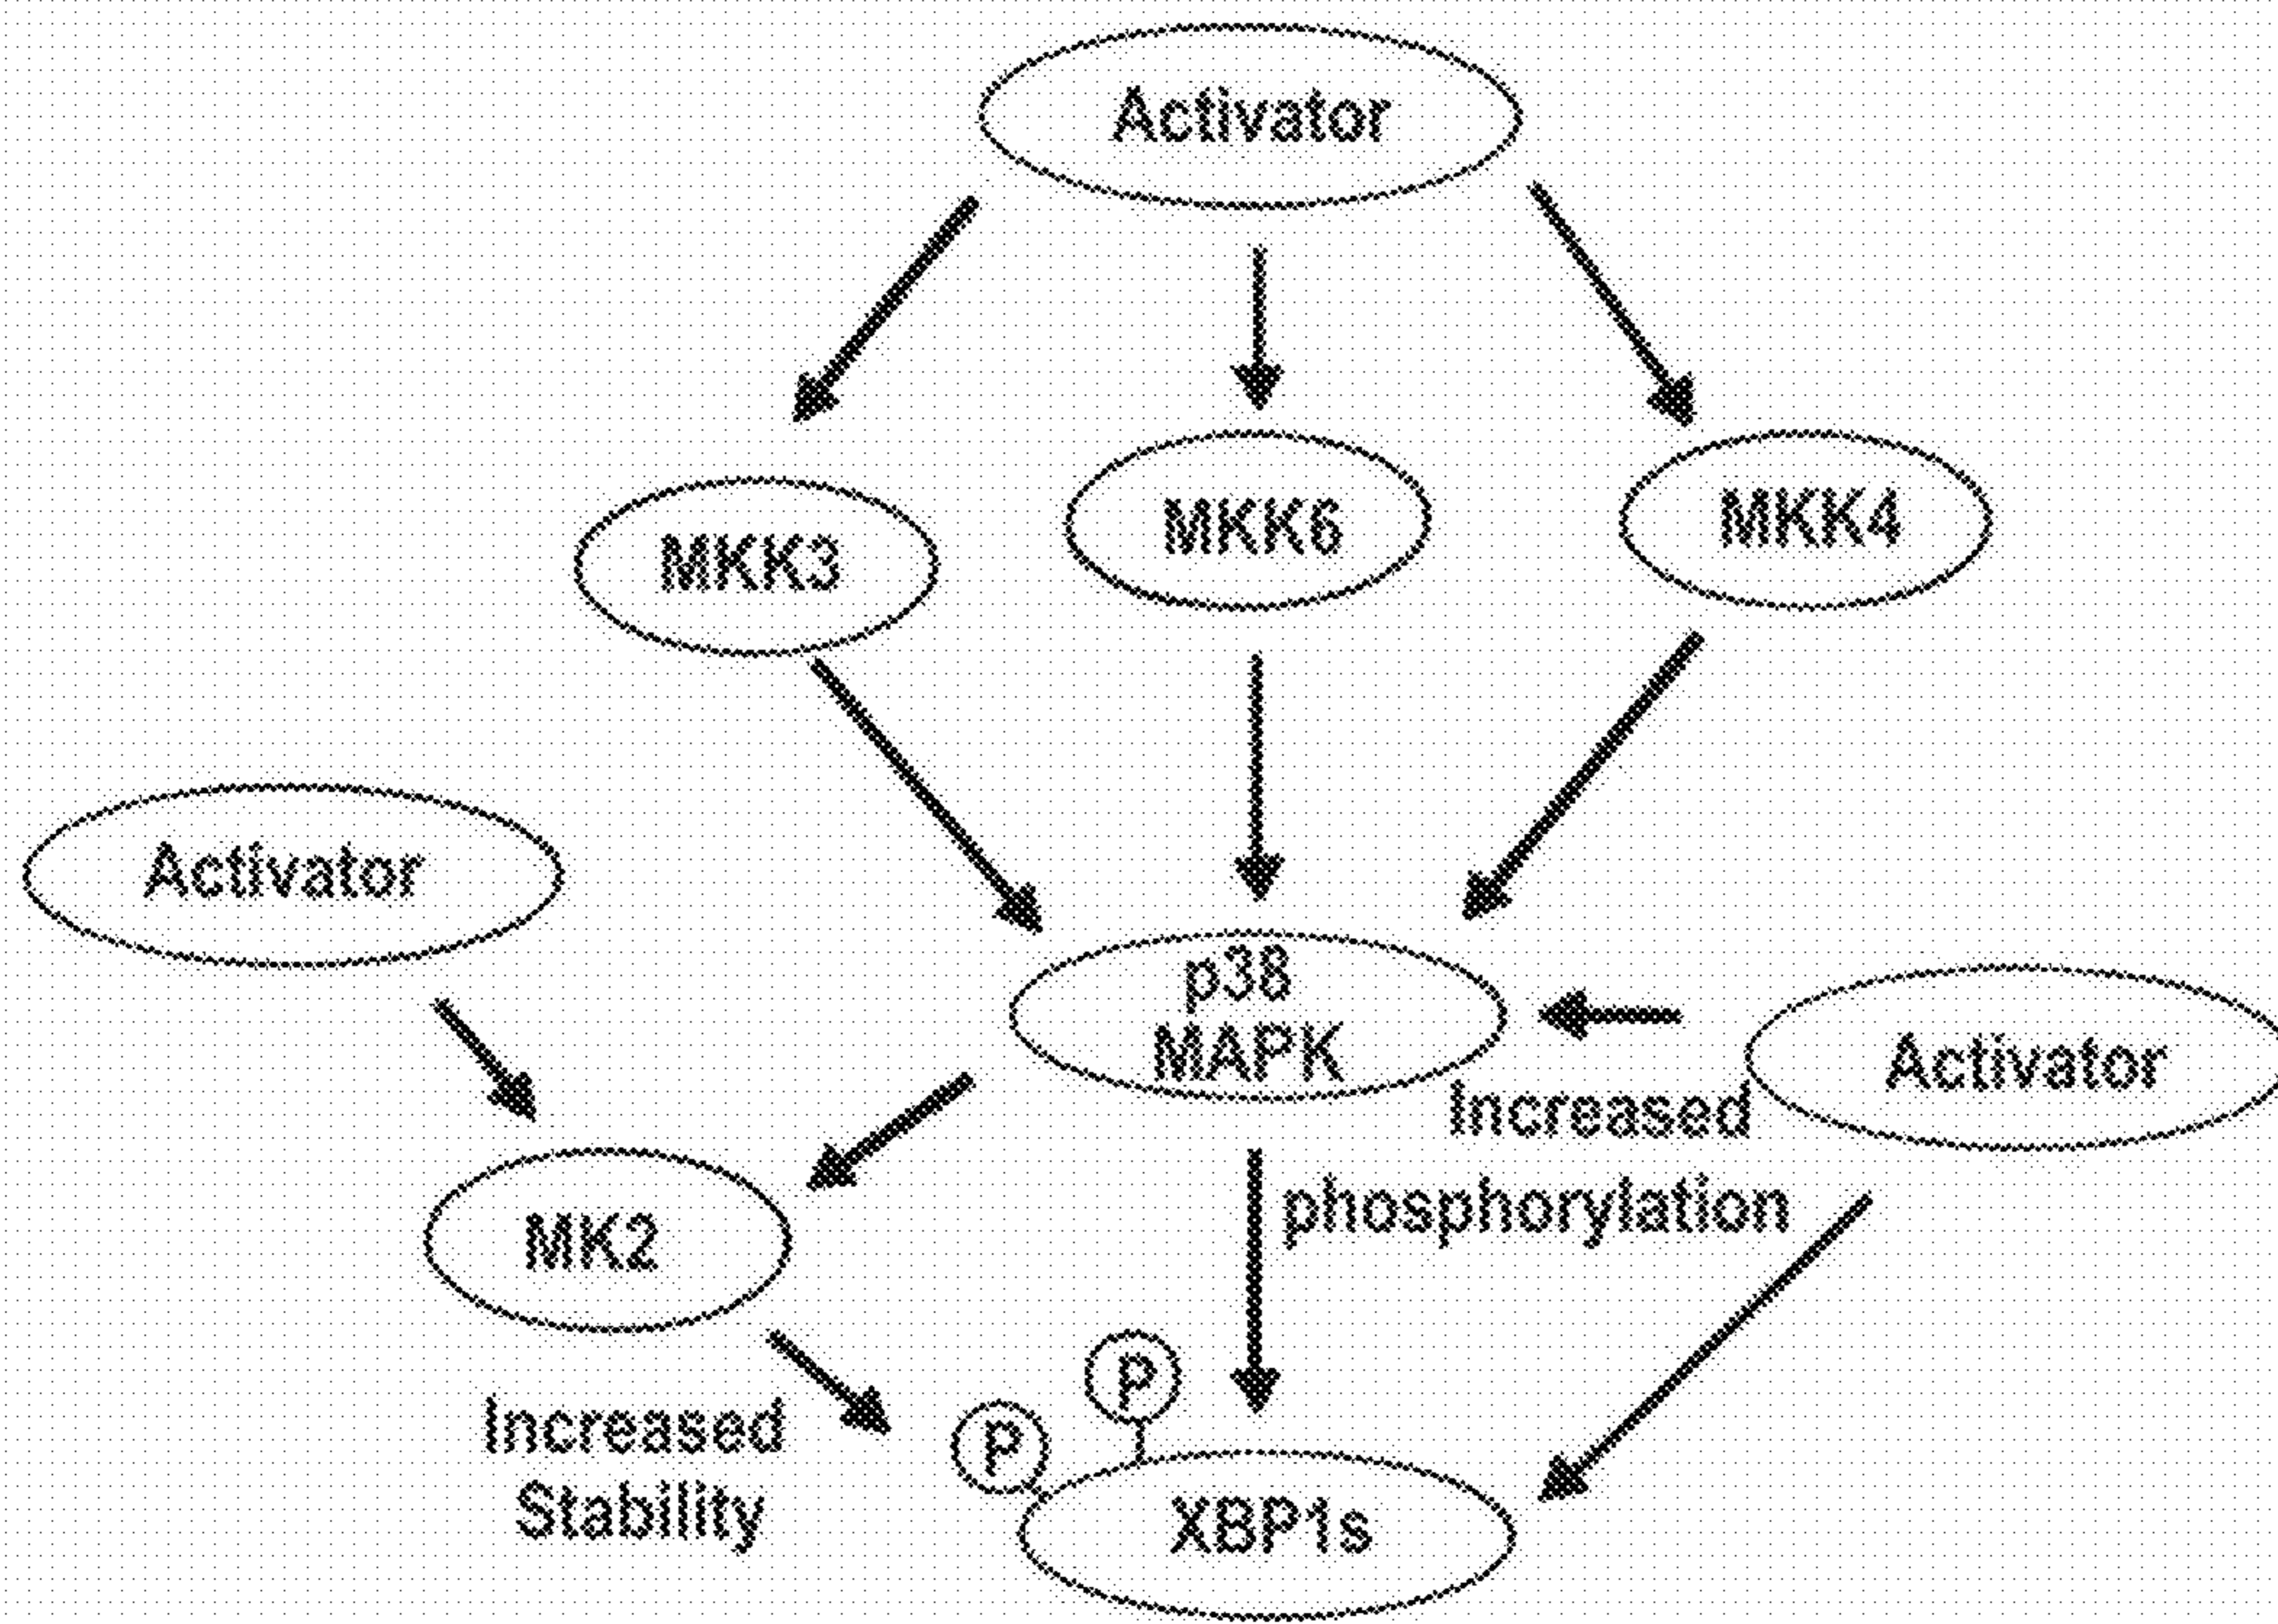 Activator
MKK3
MKK6
MKK4
Activator
p38
MAPK
Activator
Increased
phosphorylation
MK2
Increased
Stability
P
P
XBP1s